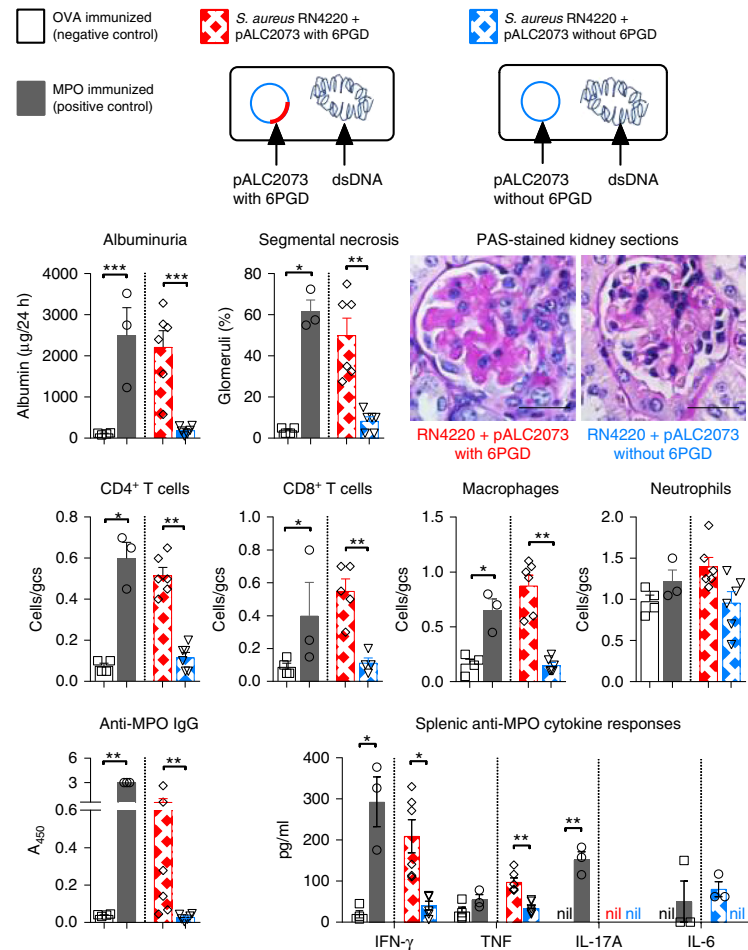 OVA immunized
(negative control)
S. aureus RN4220 +
pALC2073 with 6PGD
S. aureus RN4220 +
pALC2073 without 6PGD
MPO immunized
(positive control)
pALC2073
with 6PGD
dsDNA
pALC2073
without 6PGD
dsDNA
Albuminuria
Albumin (μg/24 h)
4000
3000
2000
1000
0
***
***
Segmental necrosis
Glomeruli (%)
80
60
40
20
0
*
**
PAS-stained kidney sections
RN4220 + pALC2073
with 6PGD
RN4220 + pALC2073
without 6PGD
CD4⁺ T cells
Cells/gcs
0.8
0.6
0.4
0.2
0.0
*
**
CD8⁺ T cells
Cells/gcs
1.0
0.8
0.6
0.4
0.2
0.0
*
**
Macrophages
Cells/gcs
1.5
1.0
0.5
0.0
*
**
Neutrophils
Cells/gcs
2.0
1.5
1.0
0.5
0.0
Anti-MPO IgG
A₄₅₀
6
3
0.6
0.4
0.2
0.0
**
**
Splenic anti-MPO cytokine responses
pg/ml
400
300
200
100
0
*
*
**
**
nil
nil nil
nil
nil
IFN-γ
TNF
IL-17A
IL-6